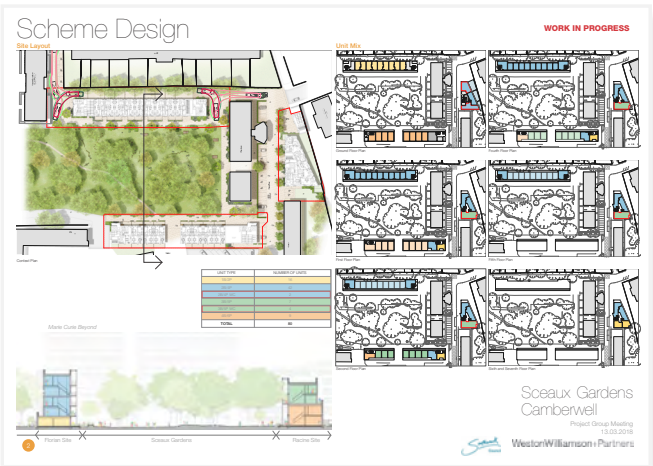 Scheme Design
WORK IN PROGRESS
Site Layout
Unit Mix
Ground Floor Plan
Fourth Floor Plan
First Floor Plan
Fifth Floor Plan
Context Plan
UNIT TYPE NUMBER OF UNITS
TOTAL
Second Floor Plan
Sixth and Seventh Floor Plan
Marie Curie Beyond
Florian Site
Sceaux Gardens
Racine Site
Sceaux Gardens
Camberwell
Project Group Meeting
13.03.2018
2
Southwark
Council
WestonWilliamson+Partners